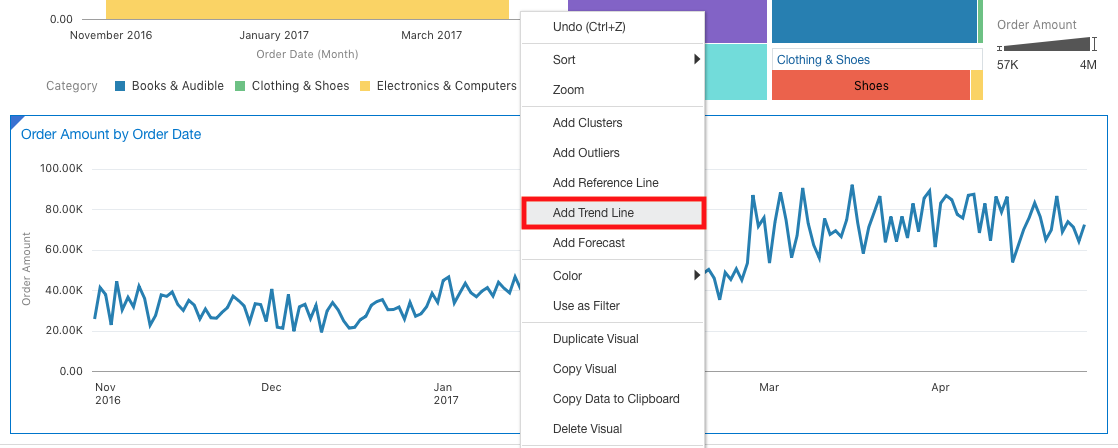 0.00
November 2016
January 2017
March 2017
Order Date (Month)
Category
Books & Audible
Clothing & Shoes
Electronics & Computers
Clothing & Shoes
Shoes
Order Amount
57K
4M
Undo (Ctrl+Z)
Sort
Zoom
Add Clusters
Add Outliers
Add Reference Line
Add Trend Line
Add Forecast
Color
Use as Filter
Duplicate Visual
Copy Visual
Copy Data to Clipboard
Delete Visual
Order Amount by Order Date
Order Amount
100.00K
80.00K
60.00K
40.00K
20.00K
0.00
Nov
2016
Dec
Jan
2017
Mar
Apr